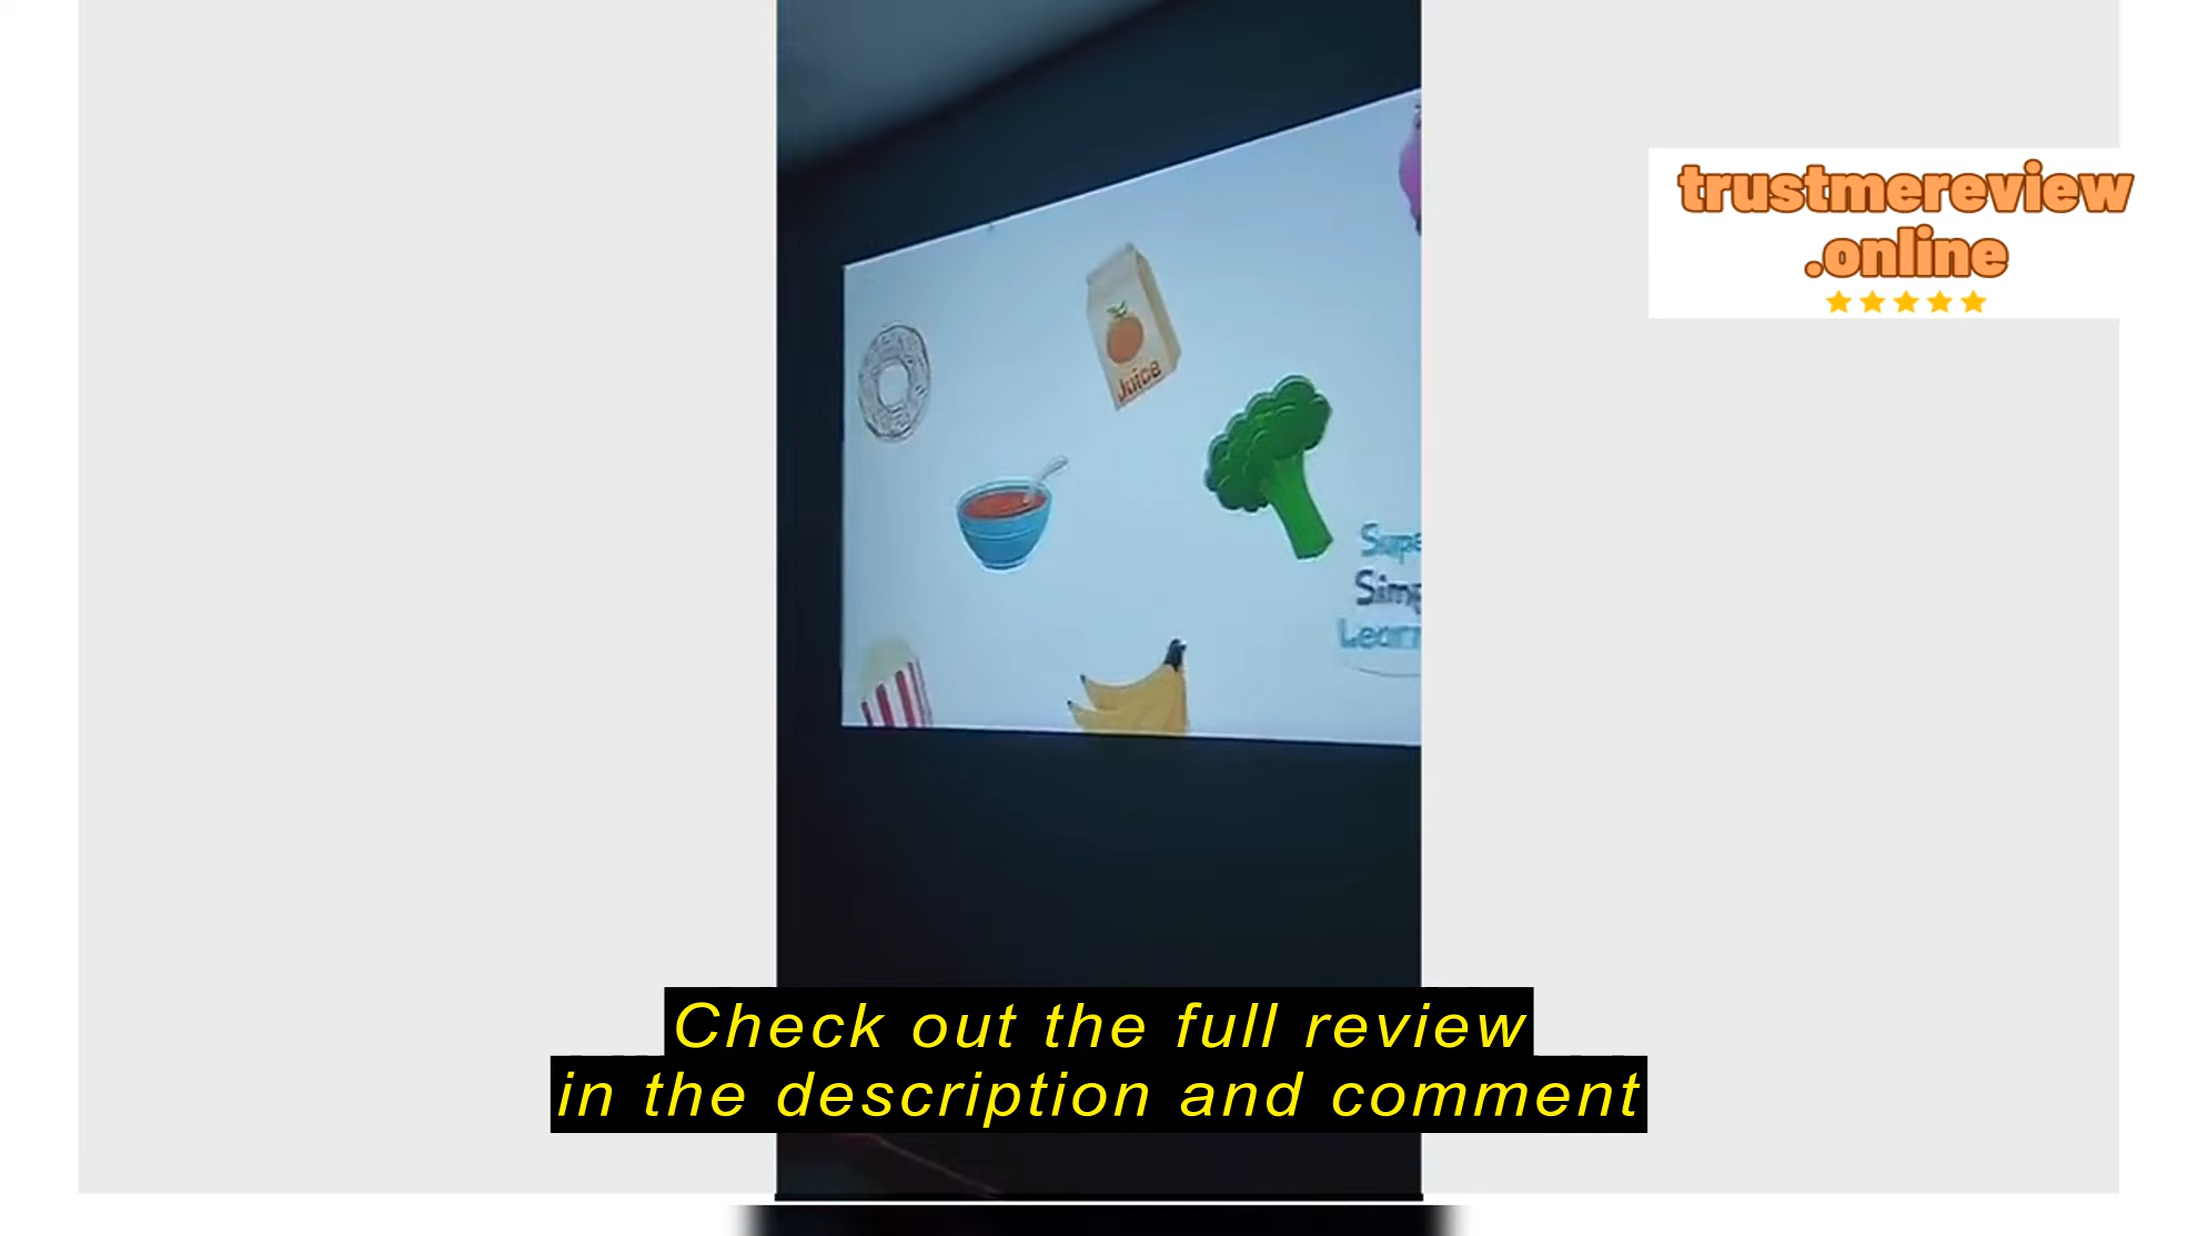 trustmereview
.online
Juice
Check out the full review
in the description and comment